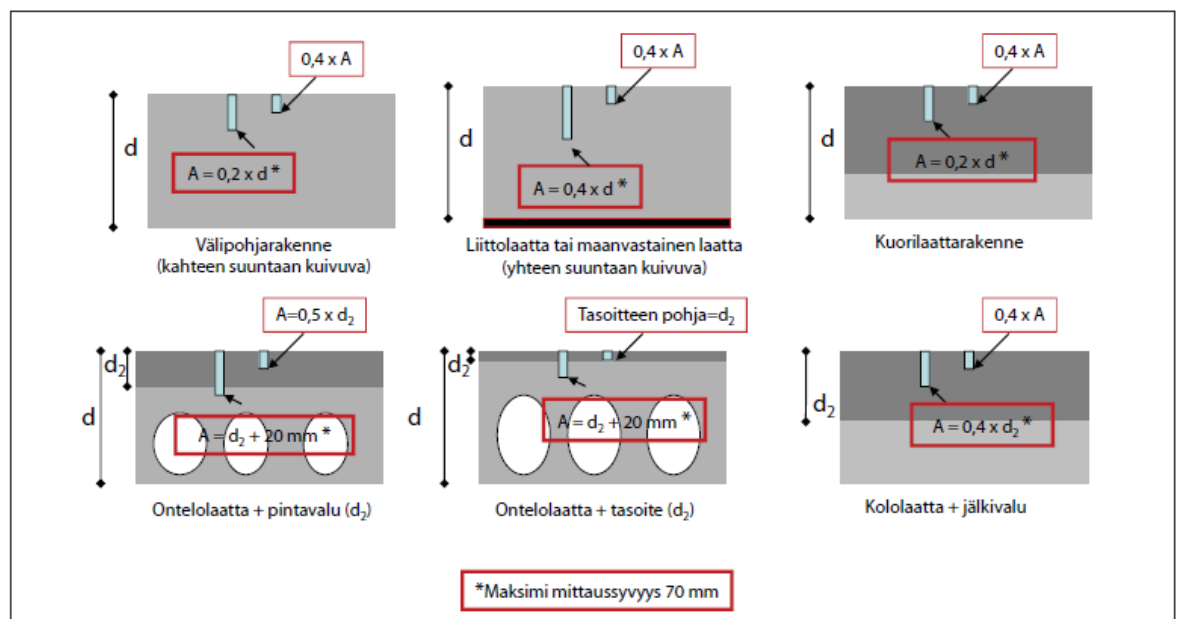 0,4 x A
d
A = 0,2 x d *
Välipohjarakenne
(kahteen suuntaan kuivuva)
0,4 x A
d
A = 0,4 x d *
Liittolaatta tai maanvastainen laatta
(yhteen suuntaan kuivuva)
0,4 x A
d
A = 0,2 x d *
Kuorilaattarakenne
A=0,5 x d₂
d₂
d
A = d₂ + 20 mm *
Ontelolaatta + pintavalu (d₂)
Tasoitteen pohja=d₂
d₂
d
A = d₂ + 20 mm *
Ontelolaatta + tasoite (d₂)
0,4 x A
d₂
A = 0,4 x d₂ *
Kololaatta + jälkivalu
*Maksimi mittaussyvyys 70 mm